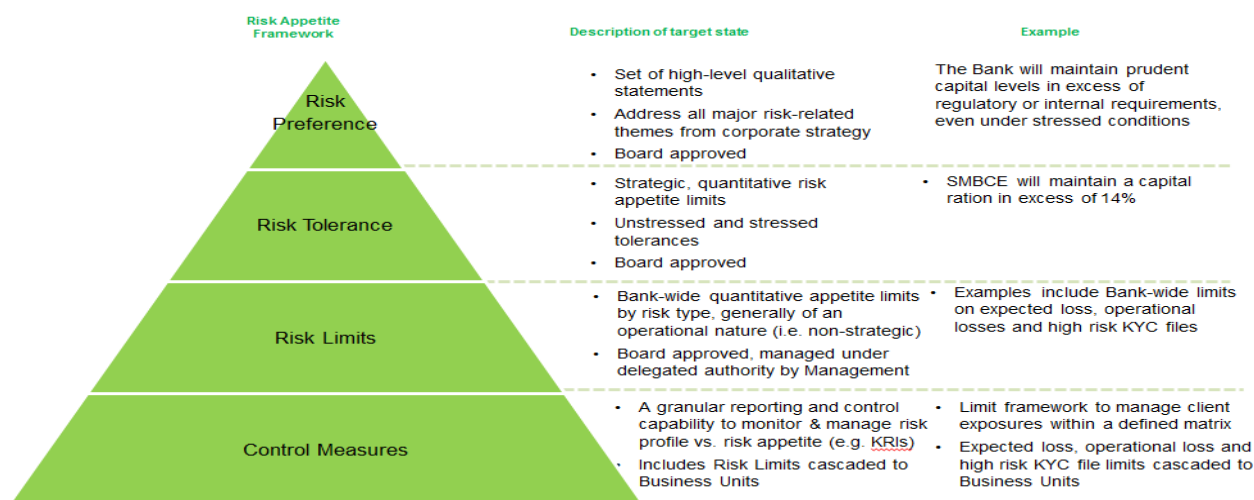 Risk Appetite
Framework
Description of target state
Example
Risk
Preference
• Set of high-level qualitative
statements
• Address all major risk-related
themes from corporate strategy
• Board approved
The Bank will maintain prudent
capital levels in excess of
regulatory or internal requirements,
even under stressed conditions
Risk Tolerance
• Strategic, quantitative risk
appetite limits
• Unstressed and stressed
tolerances
• Board approved
• SMBCE will maintain a capital
ration in excess of 14%
Risk Limits
• Bank-wide quantitative appetite limits
by risk type, generally of an
operational nature (i.e. non-strategic)
• Board approved, managed under
delegated authority by Management
• Examples include Bank-wide limits
on expected loss, operational
losses and high risk KYC files
Control Measures
• A granular reporting and control
capability to monitor & manage risk
profile vs. risk appetite (e.g. KRIs)
• Includes Risk Limits cascaded to
Business Units
• Limit framework to manage client
exposures within a defined matrix
• Expected loss, operational loss and
high risk KYC file limits cascaded to
Business Units